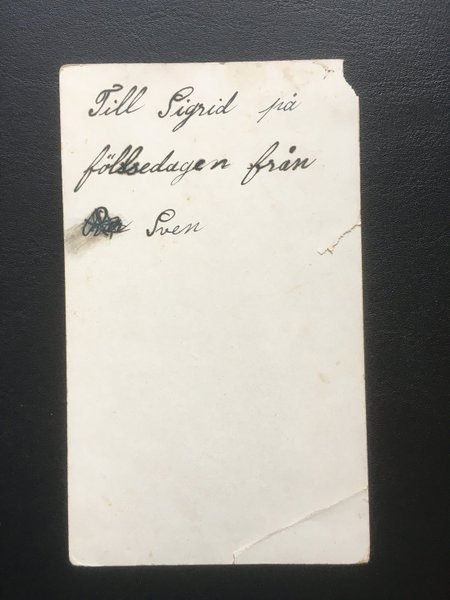 Till Sigrid på
föllsedagen från
Sven